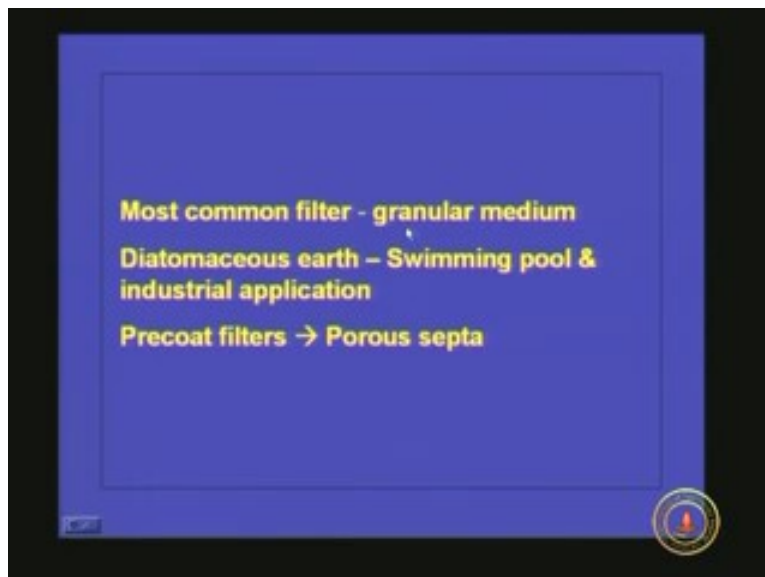 Most common filter - granular medium
Diatomaceous earth – Swimming pool &
industrial application
Precoat filters → Porous septa